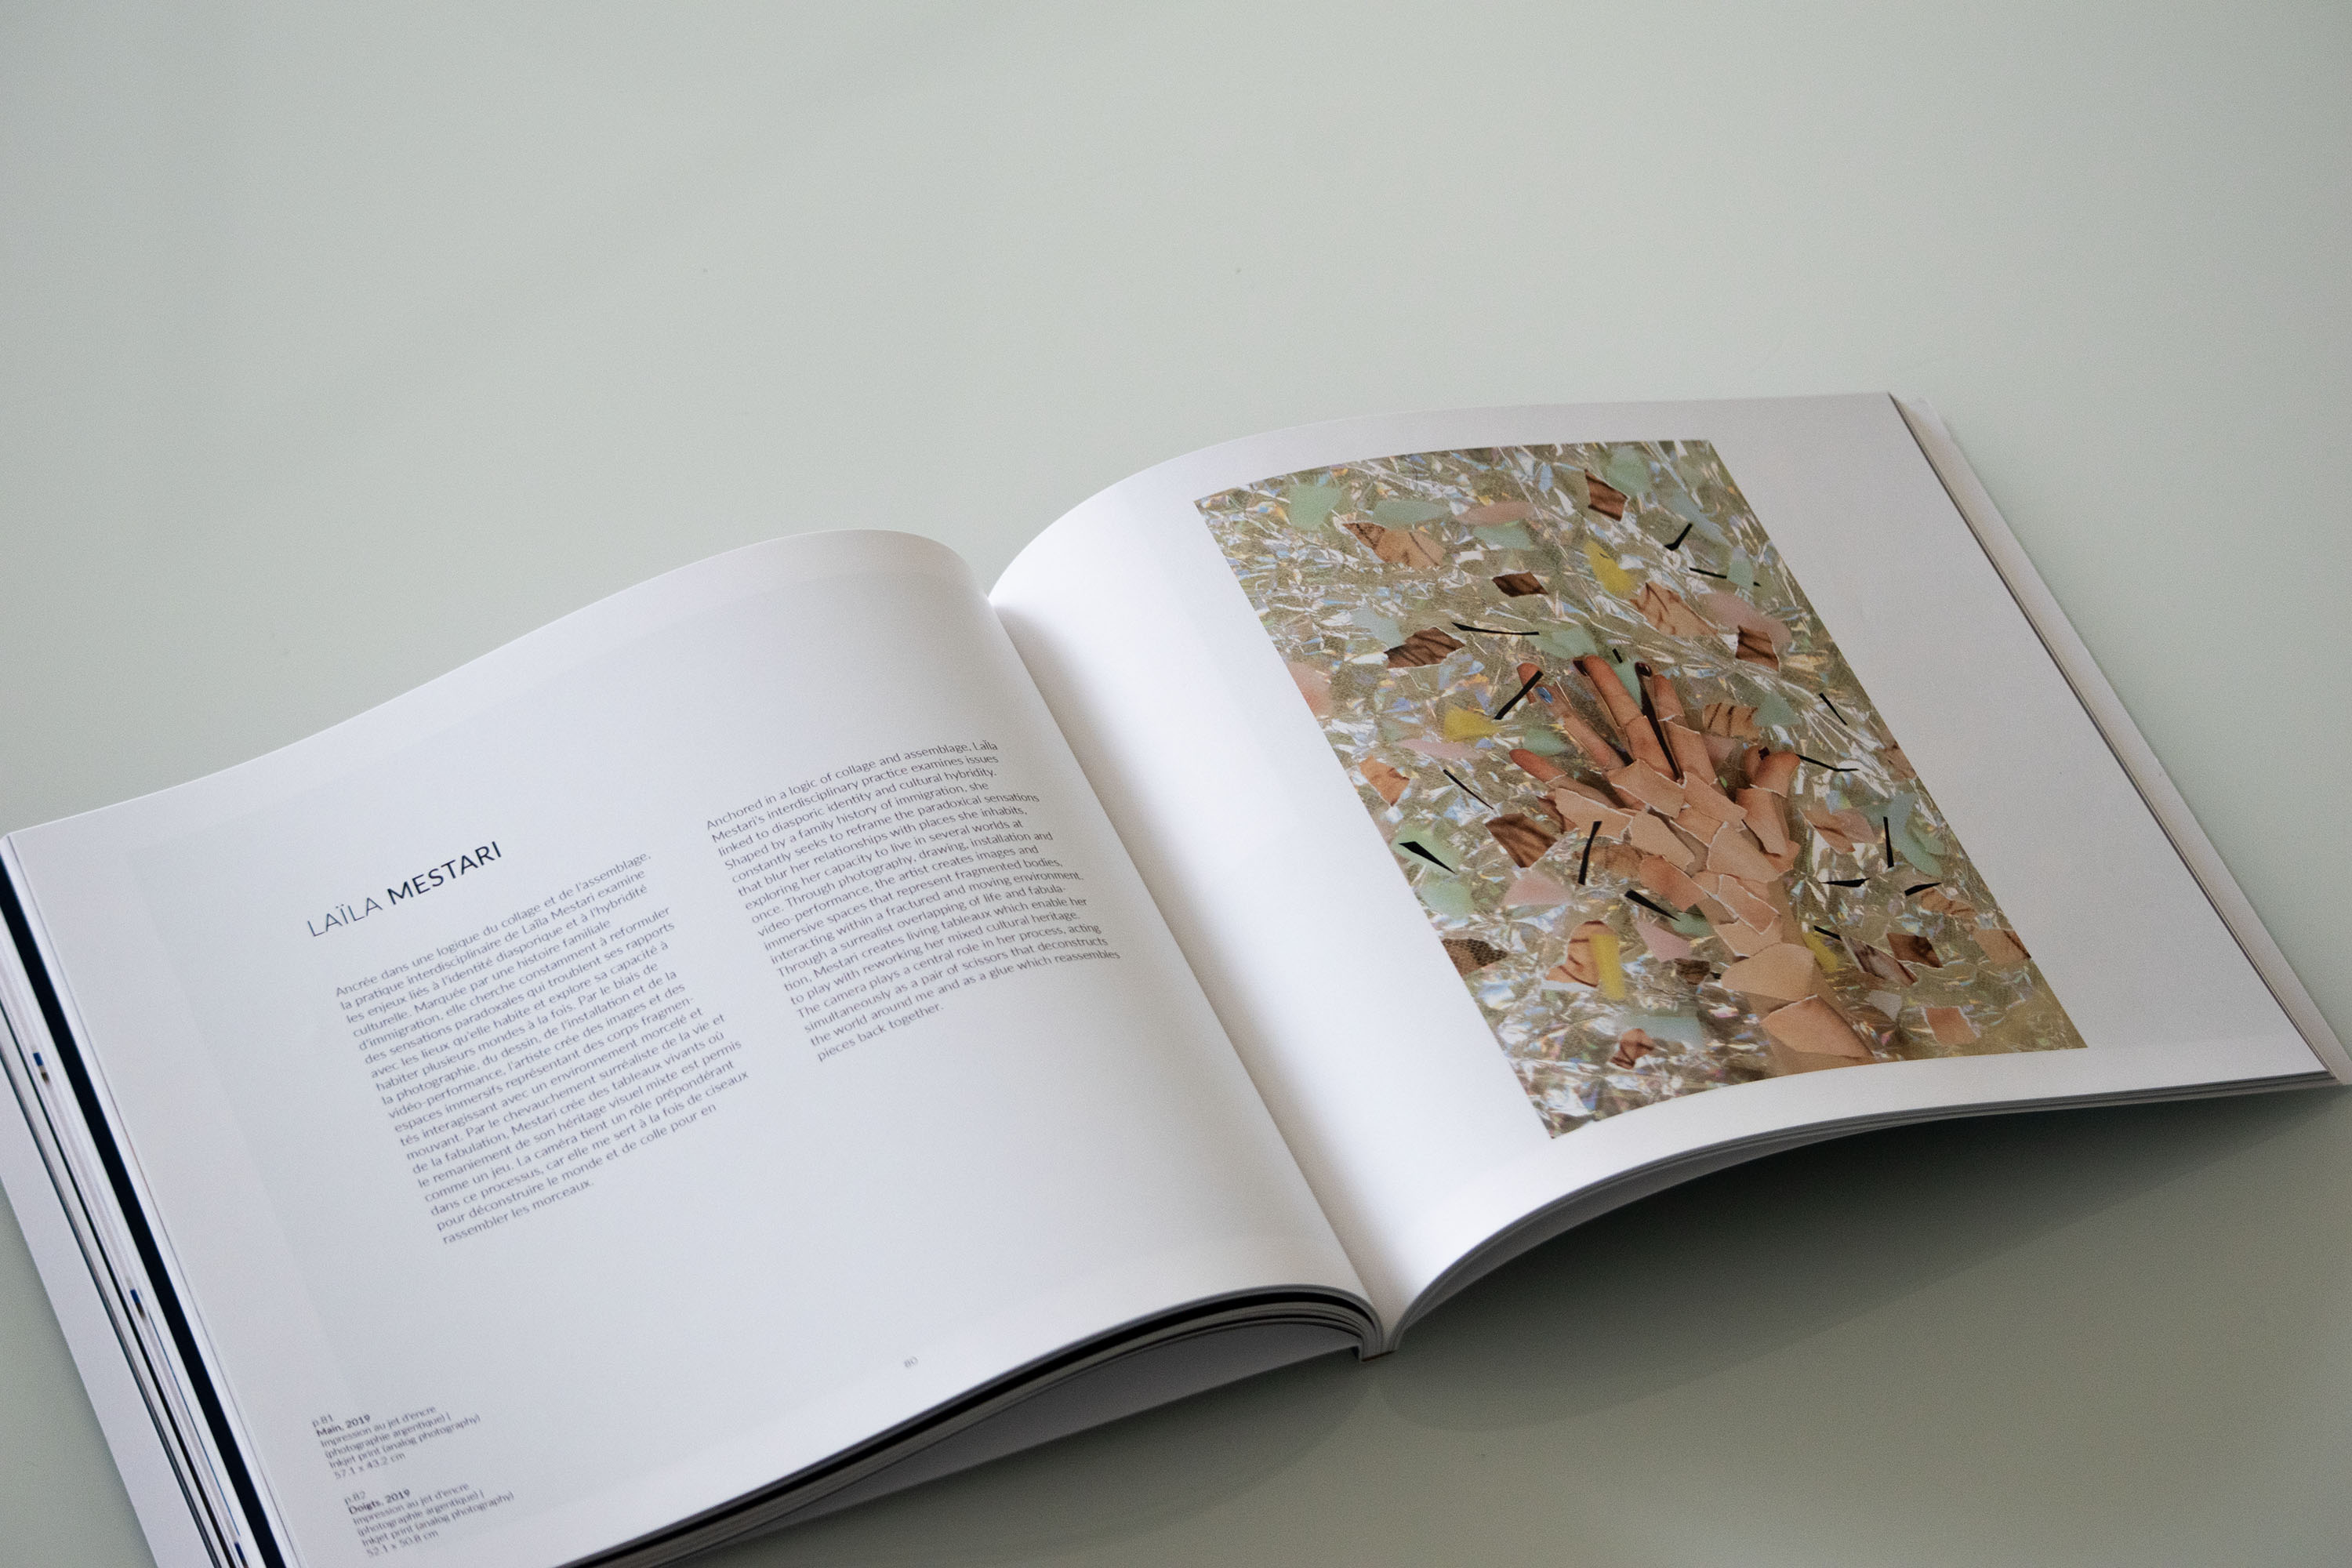 LAÏLA MESTARI
Ancrée dans une logique du collage et de l'assemblage,
la pratique interdisciplinaire de Laïla Mestari examine
les enjeux liés à l'identité diasporique et à l'hybridité
culturelle. Marquée par une histoire familiale
d'immigration, elle cherche constamment à reformuler
des sensations paradoxales qui troublent ses rapports
avec les lieux qu'elle habite et explore sa capacité à
habiter plusieurs mondes à la fois. Par le biais de
la photographie, du dessin, de l'installation et de la
vidéo-performance, l'artiste crée des images et des
espaces immersifs représentant des corps fragmen-
tés interagissant avec un environnement morcelé et
mouvant. Par le chevauchement surréaliste de la vie et
de la fabulation, Mestari crée des tableaux vivants où
le remaniement de son héritage visuel mixte est permis
comme un jeu. La caméra tient un rôle prépondérant
dans ce processus, car elle me sert à la fois de ciseaux
pour déconstruire le monde et de colle pour en
rassembler les morceaux.
Anchored in a logic of collage and assemblage, Laïla
Mestari's interdisciplinary practice examines issues
linked to diasporic identity and cultural hybridity.
Shaped by a family history of immigration, she
constantly seeks to reframe the paradoxical sensations
that blur her relationships with places she inhabits,
exploring her capacity to live in several worlds at
once. Through photography, drawing, installation and
video-performance, the artist creates images and
immersive spaces that represent fragmented bodies,
interacting within a fractured and moving environment.
Through a surrealist overlapping of life and fabula-
tion, Mestari creates living tableaux which enable her
to play with reworking her mixed cultural heritage.
The camera plays a central role in her process, acting
simultaneously as a pair of scissors that deconstructs
the world around me and as a glue which reassembles
pieces back together.
p.81
Main, 2019
Impression au jet d'encre
(photographie argentique) |
Inkjet print (analog photography)
57.1 x 43.2 cm
p.82
Doigts, 2019
Impression au jet d'encre
(photographie argentique) |
Inkjet print (analog photography)
52.1 x 50.8 cm
80